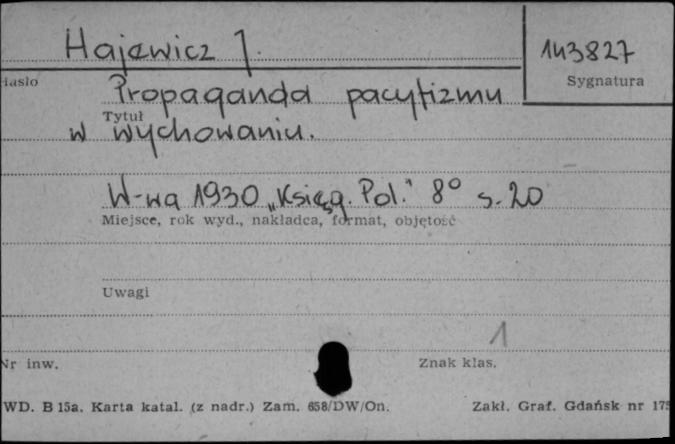 Hajewicz J.
143827
Hasło
Sygnatura
Propaganda pacyfizmu
Tytuł
w wychowaniu.
W-wa 1930 „Księg. Pol." 8° s. 20
Miejsce, rok wyd., nakładca, format, objętość
Uwagi
1
Nr inw.
Znak klas.
WD. B 15a. Karta katal. (z nadr.) Zam. 658/DW/On.
Zakł. Graf. Gdańsk nr 175